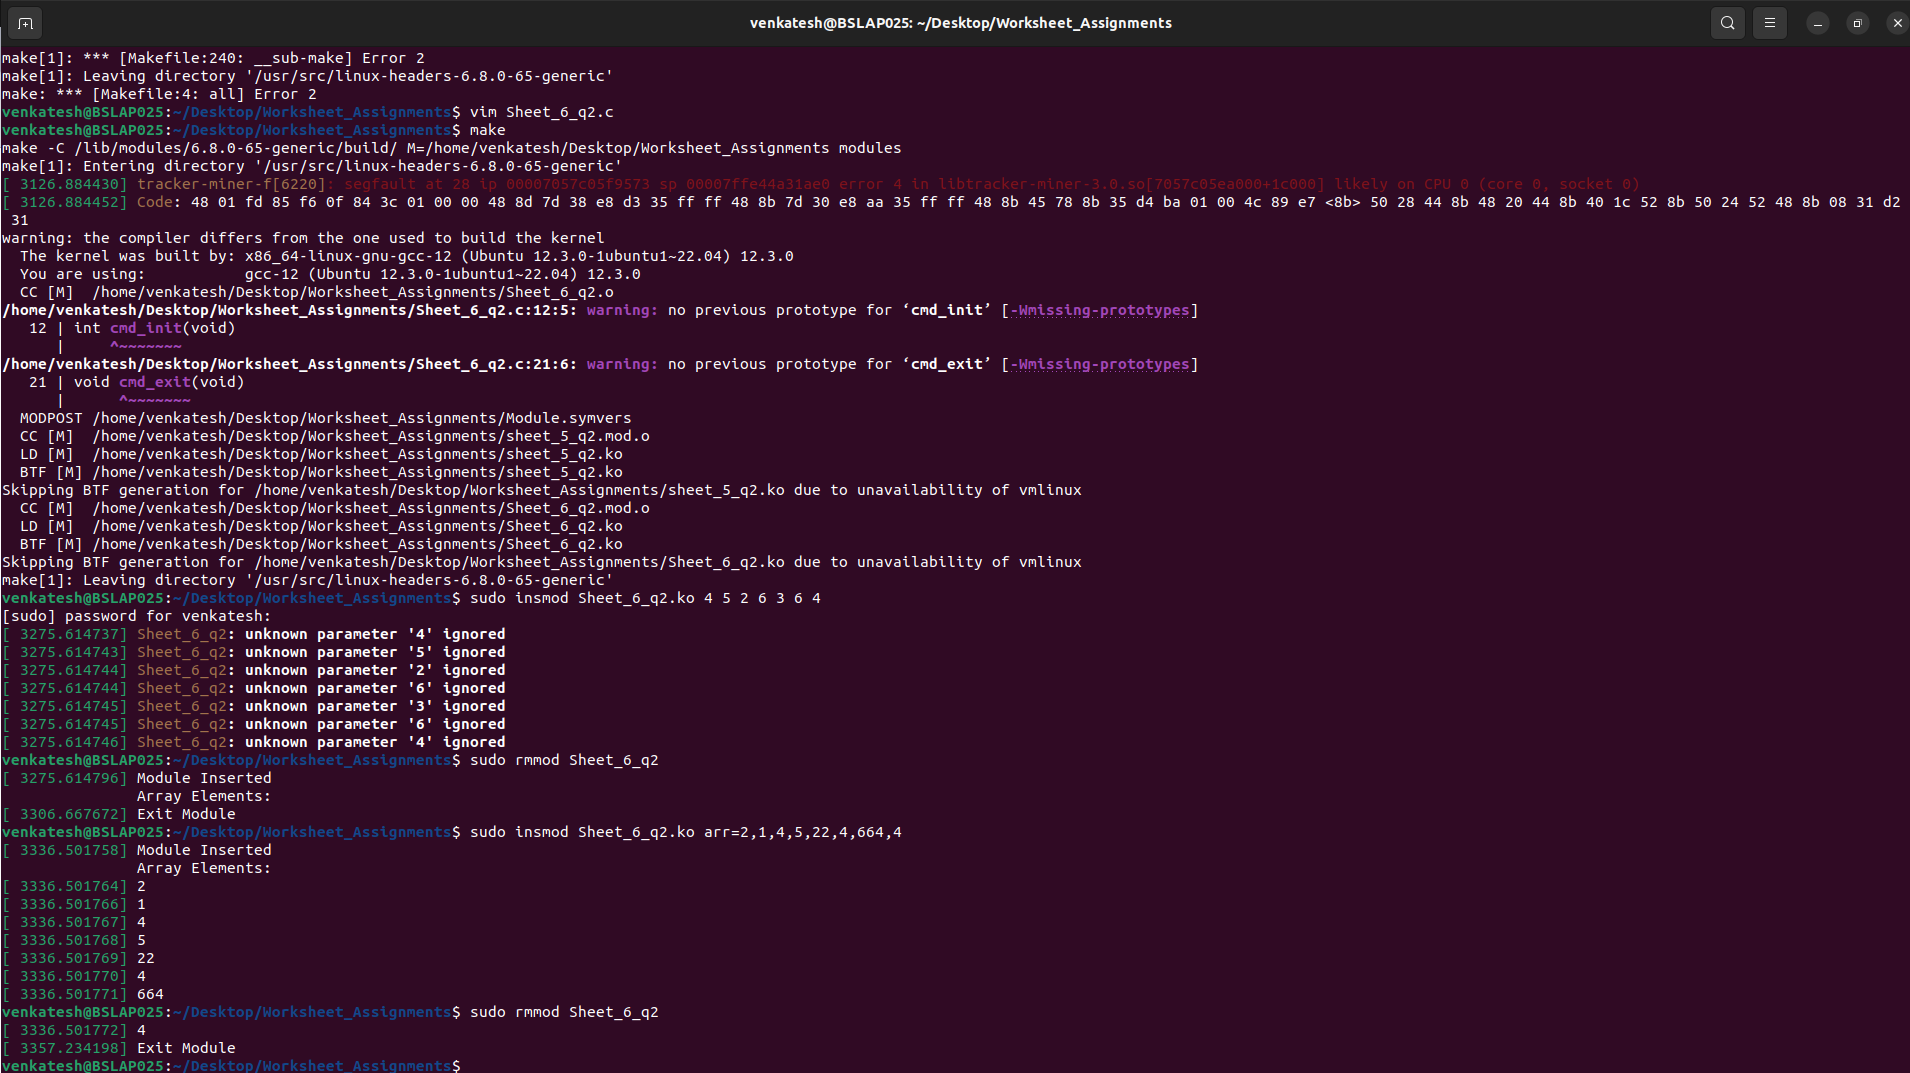 venkatesh@BSLAP025: ~/Desktop/Worksheet_Assignments
make[1]: *** [Makefile:240: __sub-make] Error 2
make[1]: Leaving directory '/usr/src/linux-headers-6.8.0-65-generic'
make: *** [Makefile:4: all] Error 2
venkatesh@BSLAP025:~/Desktop/Worksheet_Assignments$ vim Sheet_6_q2.c
venkatesh@BSLAP025:~/Desktop/Worksheet_Assignments$ make
make -C /lib/modules/6.8.0-65-generic/build/ M=/home/venkatesh/Desktop/Worksheet_Assignments modules
make[1]: Entering directory '/usr/src/linux-headers-6.8.0-65-generic'
[ 3126.884430] tracker-miner-f[6220]: segfault at 28 ip 00007057c05f9573 sp 00007ffe44a31ae0 error 4 in libtracker-miner-3.0.so[7057c05ea000+1c000] likely on CPU 0 (core 0, socket 0)
[ 3126.884452] Code: 48 01 fd 85 f6 0f 84 3c 01 00 00 48 8d 7d 38 e8 d3 35 ff ff 48 8b 7d 30 e8 aa 35 ff ff 48 8b 45 78 8b 35 d4 ba 01 00 4c 89 e7 <8b> 50 28 44 8b 48 20 44 8b 40 1c 52 8b 50 24 52 48 8b 08 31 d2
31
warning: the compiler differs from the one used to build the kernel
  The kernel was built by: x86_64-linux-gnu-gcc-12 (Ubuntu 12.3.0-1ubuntu1~22.04) 12.3.0
  You are using:           gcc-12 (Ubuntu 12.3.0-1ubuntu1~22.04) 12.3.0
  CC [M]  /home/venkatesh/Desktop/Worksheet_Assignments/Sheet_6_q2.o
/home/venkatesh/Desktop/Worksheet_Assignments/Sheet_6_q2.c:12:5: warning: no previous prototype for ‘cmd_init’ [-Wmissing-prototypes]
   12 | int cmd_init(void)
      |     ^~~~~~~~
/home/venkatesh/Desktop/Worksheet_Assignments/Sheet_6_q2.c:21:6: warning: no previous prototype for ‘cmd_exit’ [-Wmissing-prototypes]
   21 | void cmd_exit(void)
      |      ^~~~~~~~
  MODPOST /home/venkatesh/Desktop/Worksheet_Assignments/Module.symvers
  CC [M]  /home/venkatesh/Desktop/Worksheet_Assignments/sheet_5_q2.mod.o
  LD [M]  /home/venkatesh/Desktop/Worksheet_Assignments/sheet_5_q2.ko
  BTF [M] /home/venkatesh/Desktop/Worksheet_Assignments/sheet_5_q2.ko
Skipping BTF generation for /home/venkatesh/Desktop/Worksheet_Assignments/sheet_5_q2.ko due to unavailability of vmlinux
  CC [M]  /home/venkatesh/Desktop/Worksheet_Assignments/Sheet_6_q2.mod.o
  LD [M]  /home/venkatesh/Desktop/Worksheet_Assignments/Sheet_6_q2.ko
  BTF [M] /home/venkatesh/Desktop/Worksheet_Assignments/Sheet_6_q2.ko
Skipping BTF generation for /home/venkatesh/Desktop/Worksheet_Assignments/Sheet_6_q2.ko due to unavailability of vmlinux
make[1]: Leaving directory '/usr/src/linux-headers-6.8.0-65-generic'
venkatesh@BSLAP025:~/Desktop/Worksheet_Assignments$ sudo insmod Sheet_6_q2.ko 4 5 2 6 3 6 4
[sudo] password for venkatesh:
[ 3275.614737] Sheet_6_q2: unknown parameter '4' ignored
[ 3275.614743] Sheet_6_q2: unknown parameter '5' ignored
[ 3275.614744] Sheet_6_q2: unknown parameter '2' ignored
[ 3275.614744] Sheet_6_q2: unknown parameter '6' ignored
[ 3275.614745] Sheet_6_q2: unknown parameter '3' ignored
[ 3275.614745] Sheet_6_q2: unknown parameter '6' ignored
[ 3275.614746] Sheet_6_q2: unknown parameter '4' ignored
venkatesh@BSLAP025:~/Desktop/Worksheet_Assignments$ sudo rmmod Sheet_6_q2
[ 3275.614796] Module Inserted
               Array Elements:
[ 3306.667672] Exit Module
venkatesh@BSLAP025:~/Desktop/Worksheet_Assignments$ sudo insmod Sheet_6_q2.ko arr=2,1,4,5,22,4,664,4
[ 3336.501758] Module Inserted
               Array Elements:
[ 3336.501764] 2
[ 3336.501766] 1
[ 3336.501767] 4
[ 3336.501768] 5
[ 3336.501769] 22
[ 3336.501770] 4
[ 3336.501771] 664
venkatesh@BSLAP025:~/Desktop/Worksheet_Assignments$ sudo rmmod Sheet_6_q2
[ 3336.501772] 4
[ 3357.234198] Exit Module
venkatesh@BSLAP025:~/Desktop/Worksheet_Assignments$